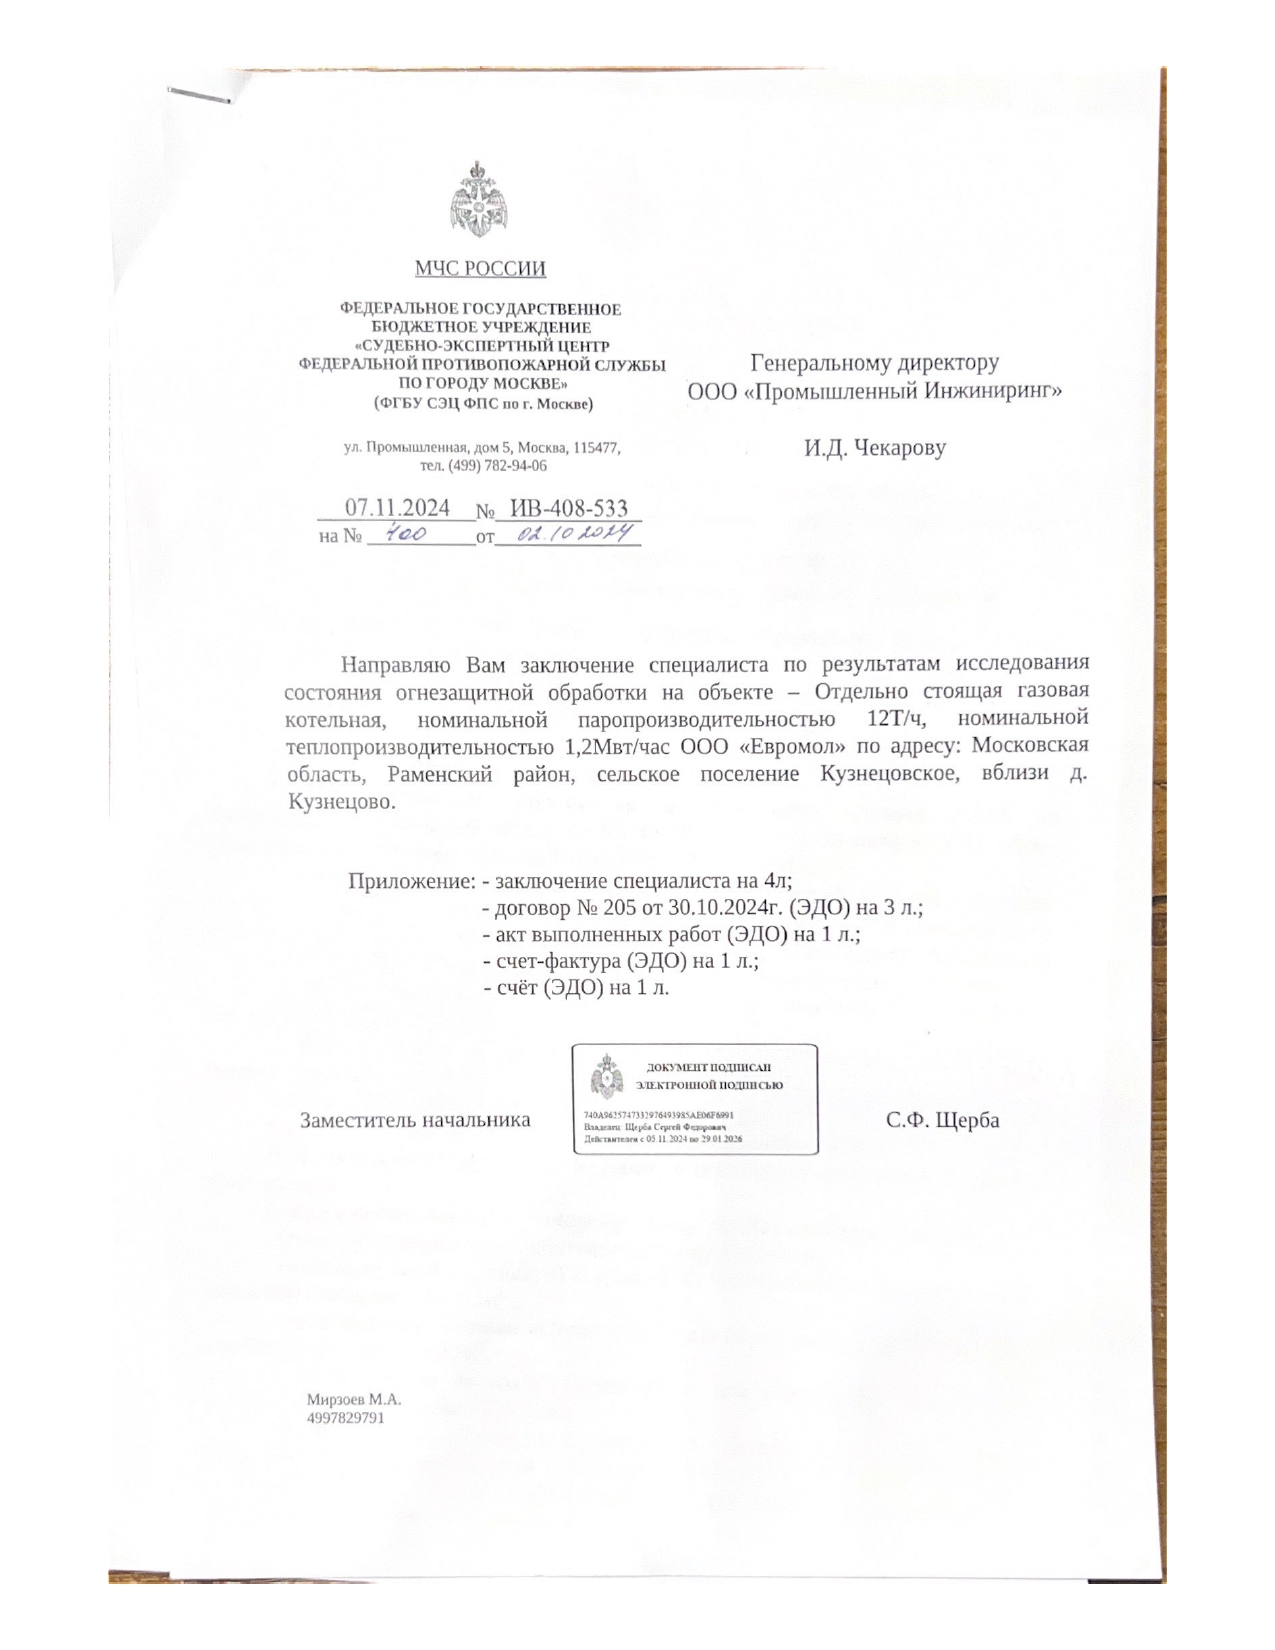 МЧС РОССИИ
ФЕДЕРАЛЬНОЕ ГОСУДАРСТВЕННОЕ
БЮДЖЕТНОЕ УЧРЕЖДЕНИЕ
«СУДЕБНО-ЭКСПЕРТНЫЙ ЦЕНТР
ФЕДЕРАЛЬНОЙ ПРОТИВОПОЖАРНОЙ СЛУЖБЫ
ПО ГОРОДУ МОСКВЕ»
(ФГБУ СЭЦ ФПС по г. Москве)
ул. Промышленная, дом 5, Москва, 115477,
тел. (499) 782-94-06
07.11.2024 № ИВ-408-533
на № 400 от 02.10 2024
Генеральному директору
ООО «Промышленный Инжиниринг»
И.Д. Чекарову
Направляю Вам заключение специалиста по результатам исследования
состояния огнезащитной обработки на объекте – Отдельно стоящая газовая
котельная, номинальной паропроизводительностью 12Т/ч, номинальной
теплопроизводительностью 1,2Мвт/час ООО «Евромол» по адресу: Московская
область, Раменский район, сельское поселение Кузнецовское, вблизи д.
Кузнецово.
Приложение: - заключение специалиста на 4л;
- договор № 205 от 30.10.2024г. (ЭДО) на 3 л.;
- акт выполненных работ (ЭДО) на 1 л.;
- счет-фактура (ЭДО) на 1 л.;
- счёт (ЭДО) на 1 л.
ДОКУМЕНТ ПОДПИСАН
ЭЛЕКТРОННОЙ ПОДПИСЬЮ
740A9625747332976493985AE06F6991
Владелец: Щерба Сергей Федорович
Действителен с 05.11.2024 по 29.01.2026
Заместитель начальника С.Ф. Щерба
Мирзоев М.А.
4997829791